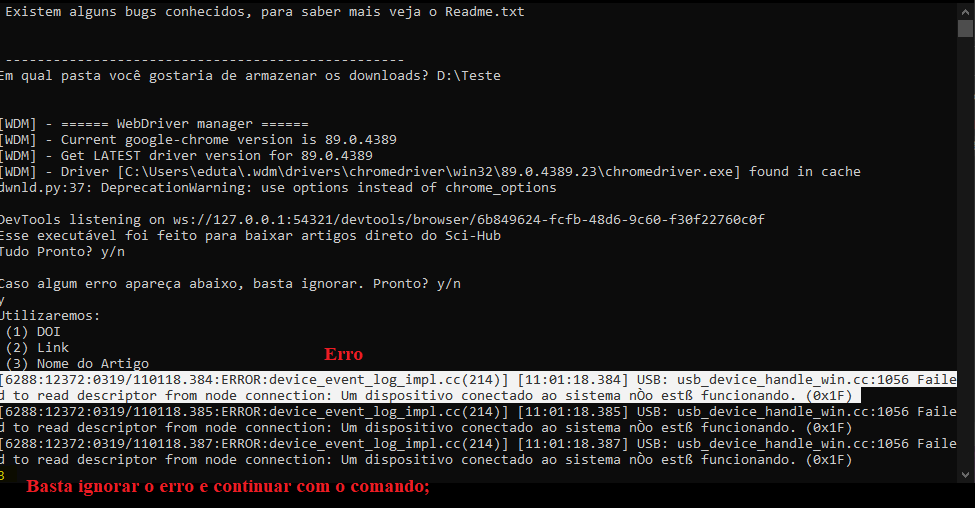 Existem alguns bugs conhecidos, para saber mais veja o Readme.txt
--------------------------------------------------
Em qual pasta você gostaria de armazenar os downloads? D:\Teste
[WDM] - ====== WebDriver manager ======
[WDM] - Current google-chrome version is 89.0.4389
[WDM] - Get LATEST driver version for 89.0.4389
[WDM] - Driver [C:\Users\eduta\.wdm\drivers\chromedriver\win32\89.0.4389.23\chromedriver.exe] found in cache
dwnld.py:37: DeprecationWarning: use options instead of chrome_options
DevTools listening on ws://127.0.0.1:54321/devtools/browser/6b849624-fcfb-48d6-9c60-f30f22760c0f
Esse executável foi feito para baixar artigos direto do Sci-Hub
Tudo Pronto? y/n
Caso algum erro apareça abaixo, basta ignorar. Pronto? y/n
y
Utilizaremos:
(1) DOI
(2) Link
(3) Nome do Artigo
Erro
[6288:12372:0319/110118.384:ERROR:device_event_log_impl.cc(214)] [11:01:18.384] USB: usb_device_handle_win.cc:1056 Faile
d to read descriptor from node connection: Um dispositivo conectado ao sistema nÒo estß funcionando. (0x1F)
[6288:12372:0319/110118.385:ERROR:device_event_log_impl.cc(214)] [11:01:18.385] USB: usb_device_handle_win.cc:1056 Faile
d to read descriptor from node connection: Um dispositivo conectado ao sistema nÒo estß funcionando. (0x1F)
[6288:12372:0319/110118.387:ERROR:device_event_log_impl.cc(214)] [11:01:18.387] USB: usb_device_handle_win.cc:1056 Faile
d to read descriptor from node connection: Um dispositivo conectado ao sistema nÒo estß funcionando. (0x1F)
3
Basta ignorar o erro e continuar com o comando;